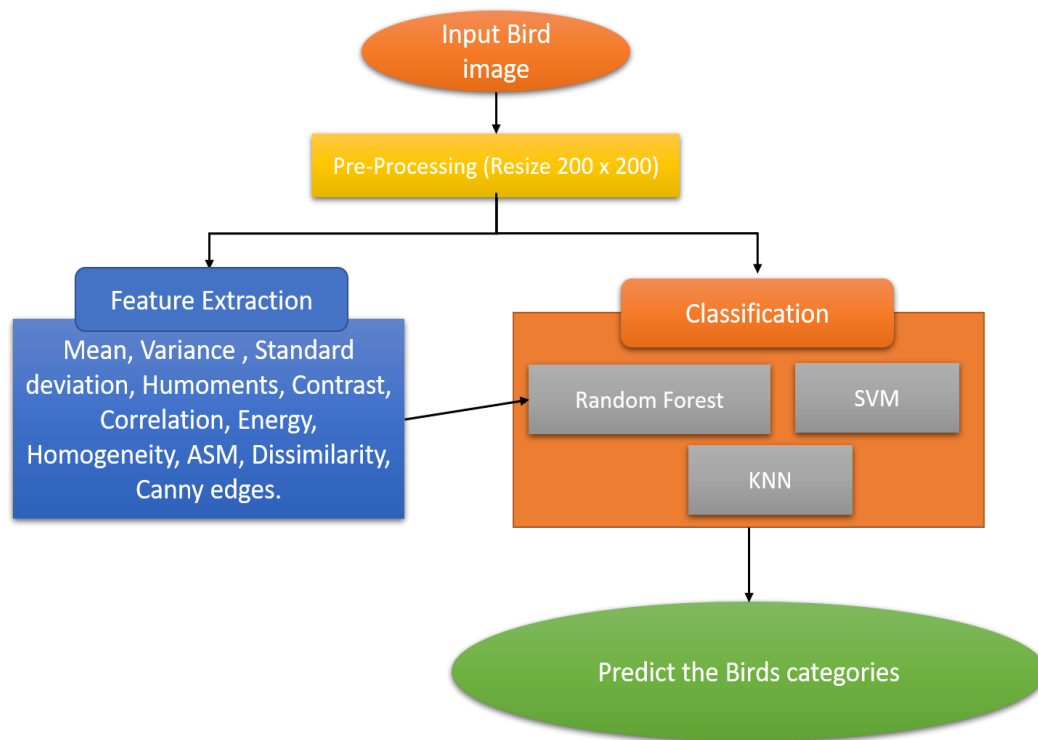 Input Bird
image
Pre-Processing (Resize 200 x 200)
Feature Extraction
Mean, Variance , Standard
deviation, Humoments, Contrast,
Correlation, Energy,
Homogeneity, ASM, Dissimilarity,
Canny edges.
Classification
Random Forest
SVM
KNN
Predict the Birds categories